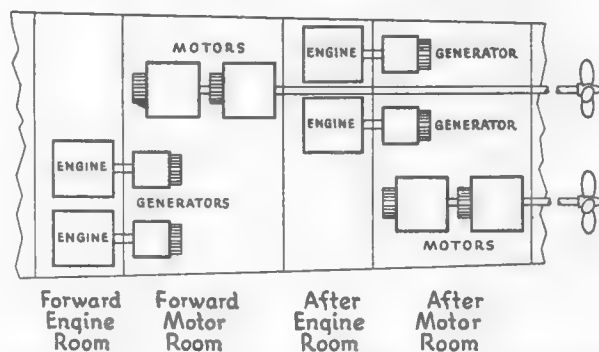 MOTORS
ENGINE
GENERATOR
ENGINE
GENERATOR
ENGINE
GENERATORS
ENGINE
MOTORS
Forward Engine Room
Forward Motor Room
After Engine Room
After Motor Room